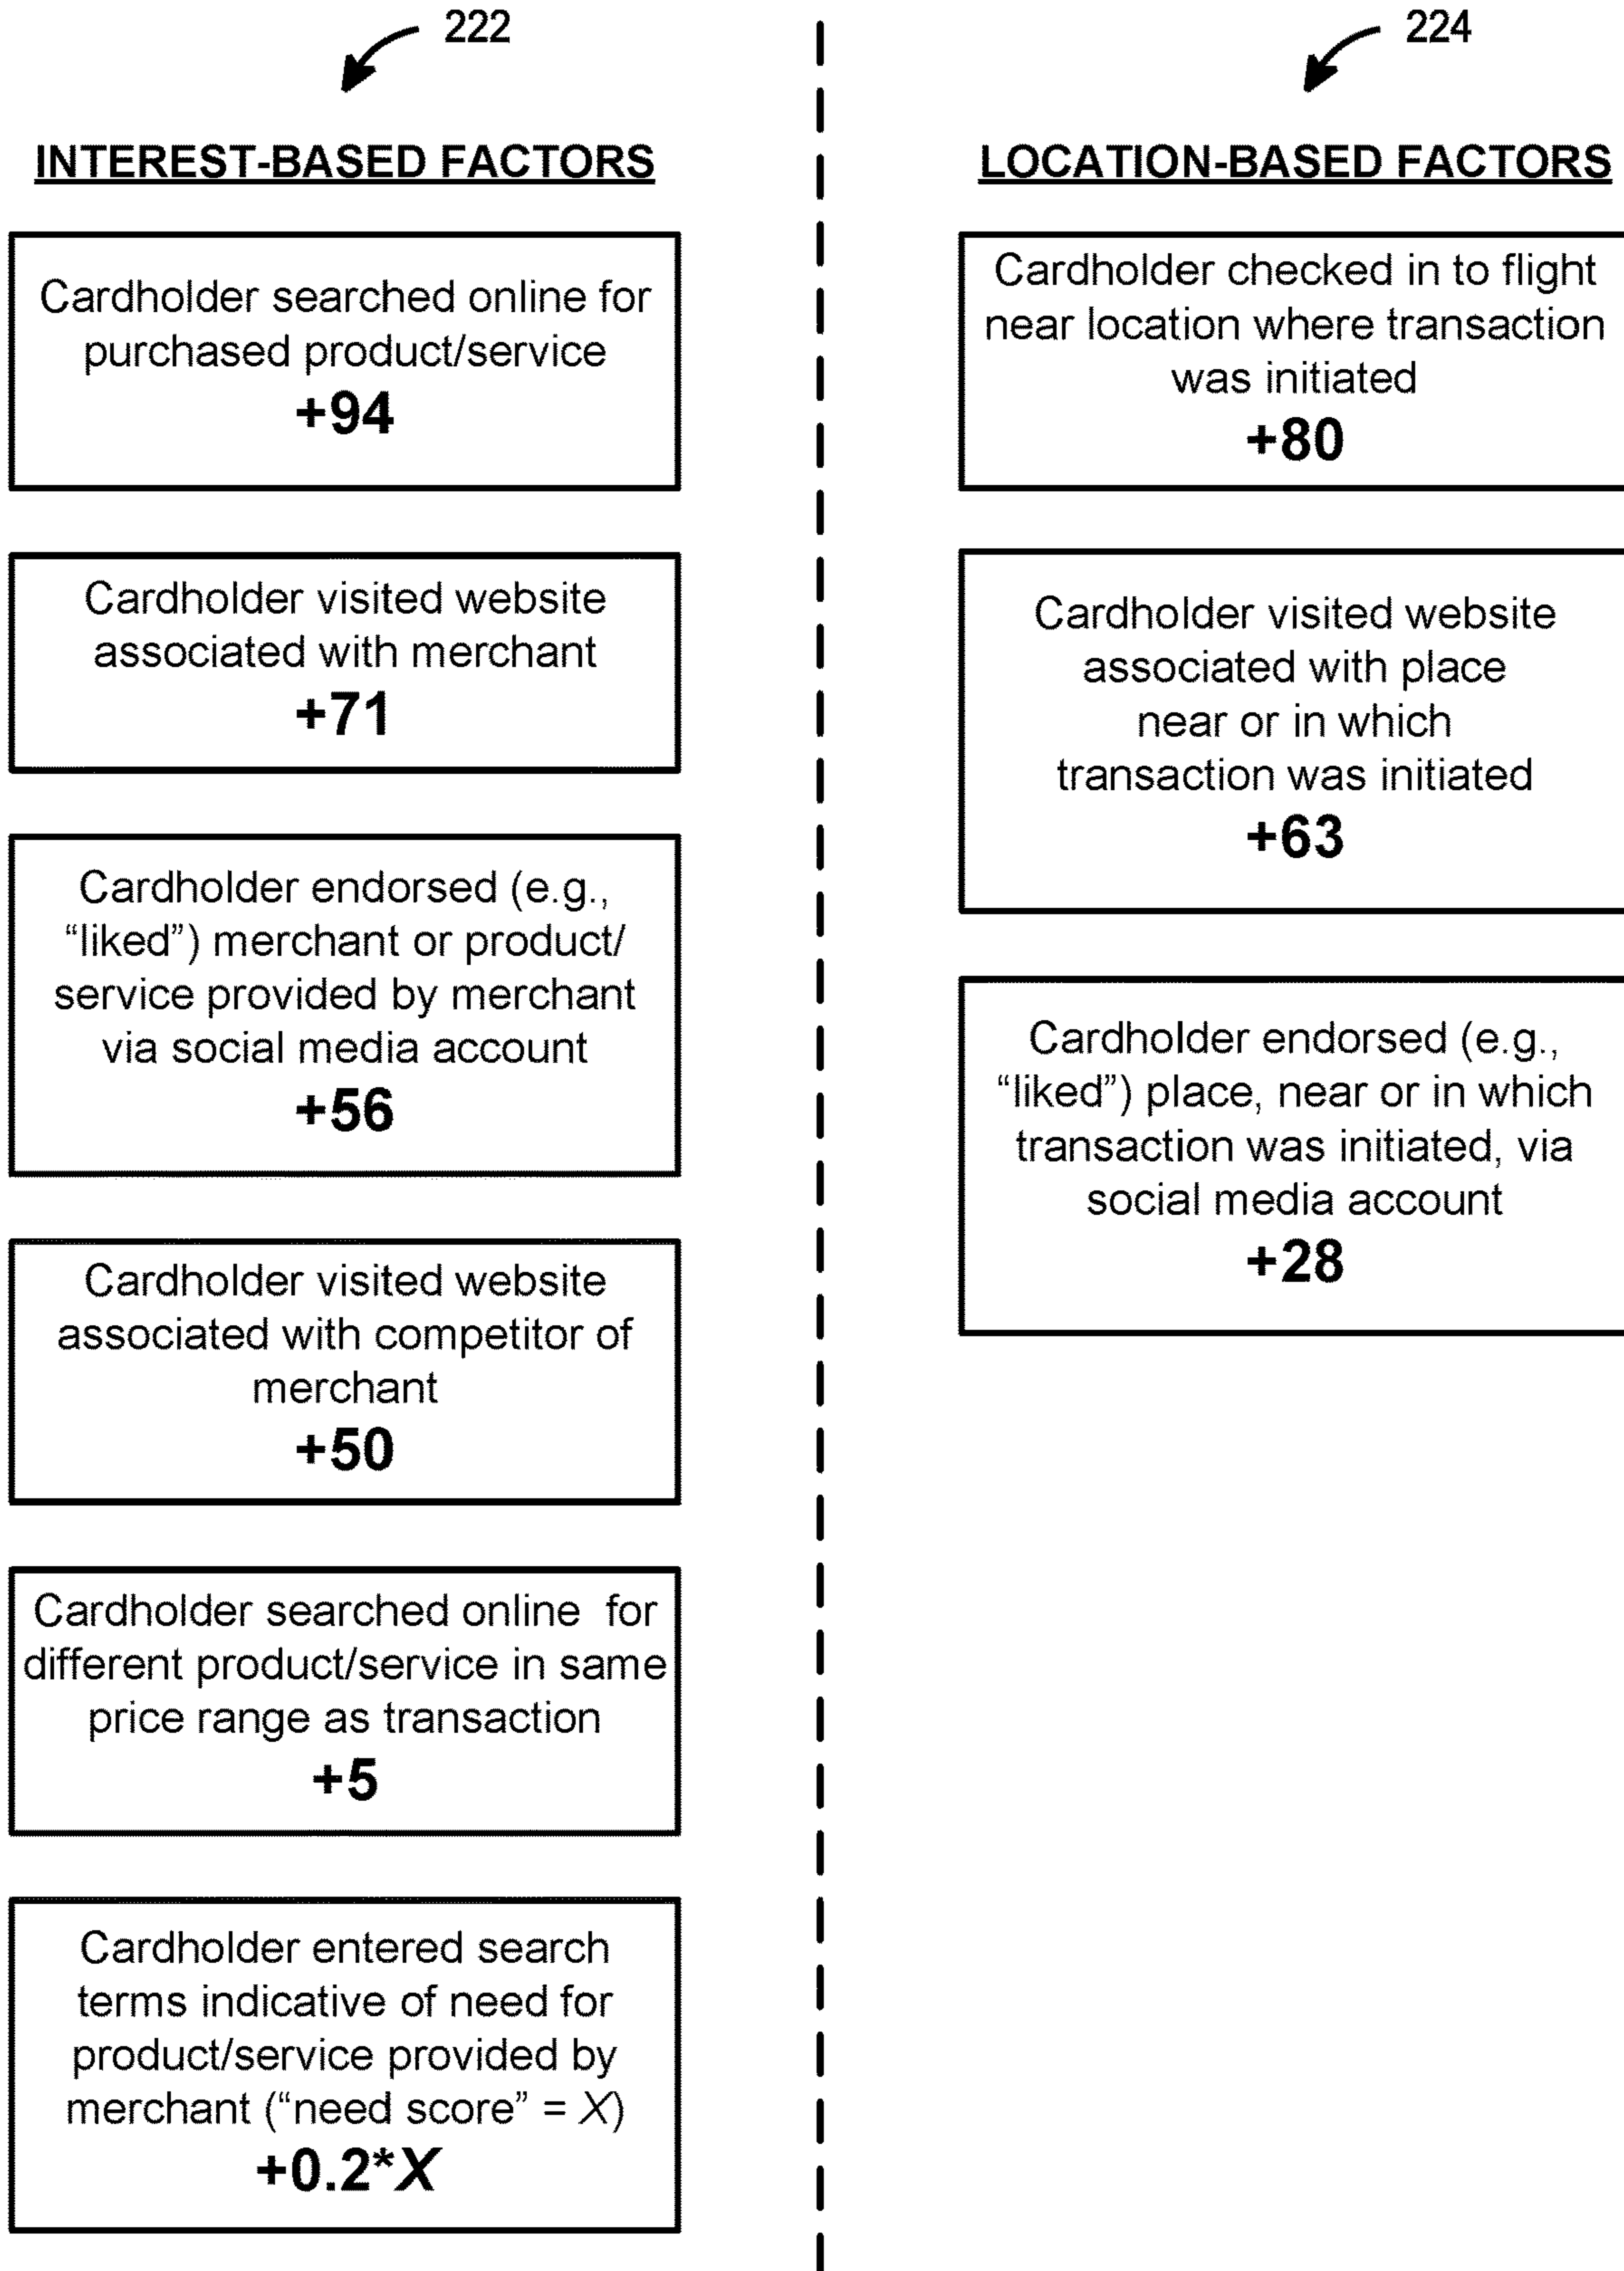 222
INTEREST-BASED FACTORS
Cardholder searched online for
purchased product/service
+94
Cardholder visited website
associated with merchant
+71
Cardholder endorsed (e.g.,
“liked”) merchant or product/
service provided by merchant
via social media account
+56
Cardholder visited website
associated with competitor of
merchant
+50
Cardholder searched online for
different product/service in same
price range as transaction
+5
Cardholder entered search
terms indicative of need for
product/service provided by
merchant (“need score” = X)
+0.2*X
224
LOCATION-BASED FACTORS
Cardholder checked in to flight
near location where transaction
was initiated
+80
Cardholder visited website
associated with place
near or in which
transaction was initiated
+63
Cardholder endorsed (e.g.,
“liked”) place, near or in which
transaction was initiated, via
social media account
+28